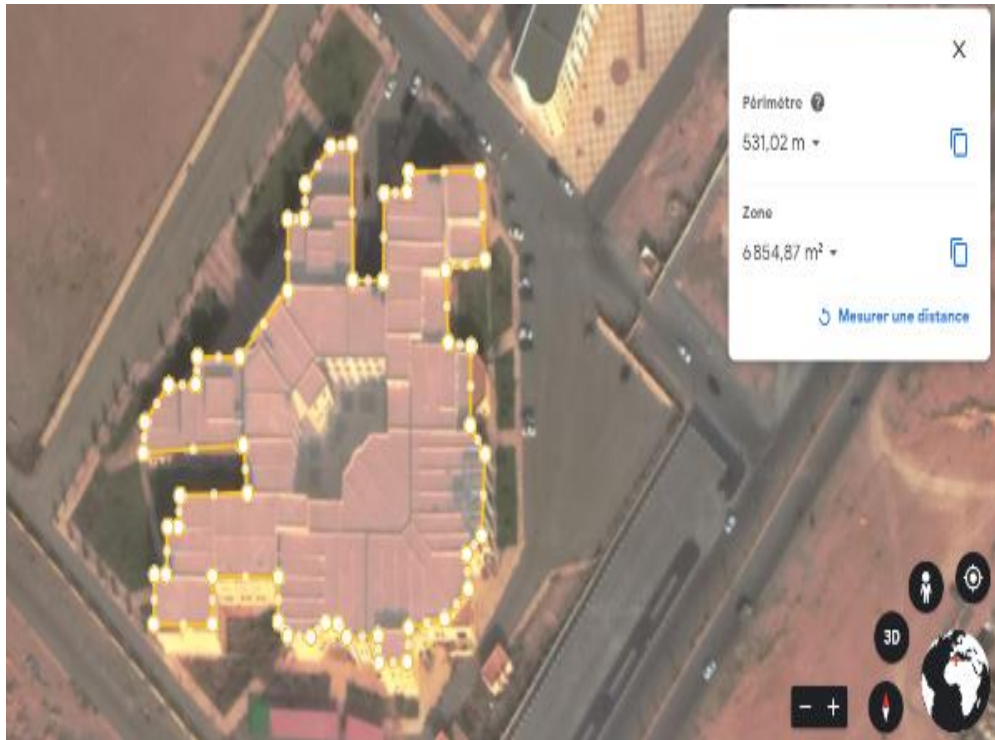 Périmètre
531,02 m
Zone
6 854,87 m²
Mesurer une distance
3D